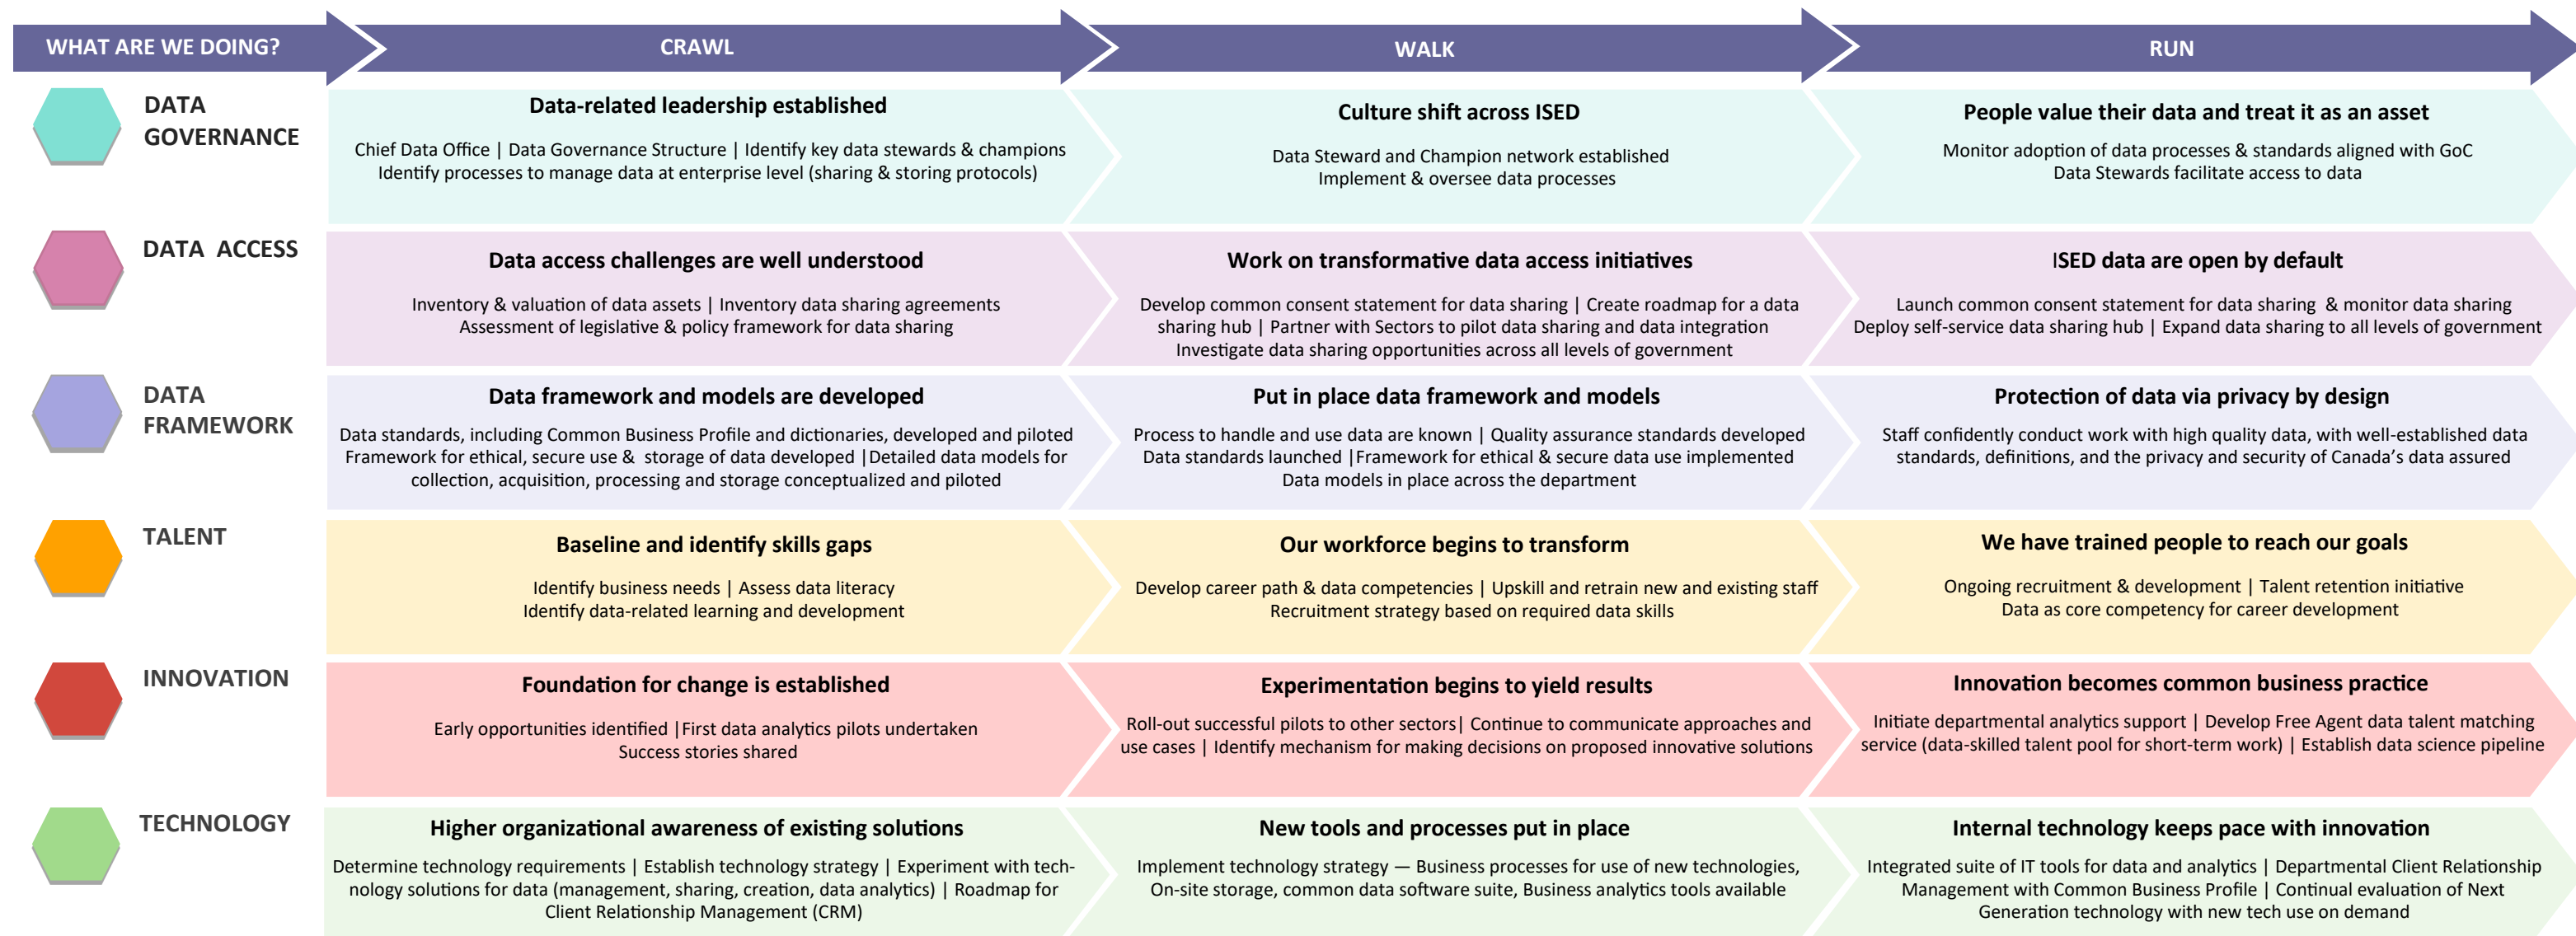 WHAT ARE WE DOING?
CRAWL
WALK
RUN
DATA
GOVERNANCE
Data-related leadership established
Chief Data Office | Data Governance Structure | Identify key data stewards & champions
Identify processes to manage data at enterprise level (sharing & storing protocols)
Culture shift across ISED
Data Steward and Champion network established
Implement & oversee data processes
People value their data and treat it as an asset
Monitor adoption of data processes & standards aligned with GoC
Data Stewards facilitate access to data
DATA ACCESS
Data access challenges are well understood
Inventory & valuation of data assets | Inventory data sharing agreements
Assessment of legislative & policy framework for data sharing
Work on transformative data access initiatives
Develop common consent statement for data sharing | Create roadmap for a data
sharing hub | Partner with Sectors to pilot data sharing and data integration
Investigate data sharing opportunities across all levels of government
ISED data are open by default
Launch common consent statement for data sharing & monitor data sharing
Deploy self-service data sharing hub | Expand data sharing to all levels of government
DATA
FRAMEWORK
Data framework and models are developed
Data standards, including Common Business Profile and dictionaries, developed and piloted
Framework for ethical, secure use & storage of data developed |Detailed data models for
collection, acquisition, processing and storage conceptualized and piloted
Put in place data framework and models
Process to handle and use data are known | Quality assurance standards developed
Data standards launched |Framework for ethical & secure data use implemented
Data models in place across the department
Protection of data via privacy by design
Staff confidently conduct work with high quality data, with well-established data
standards, definitions, and the privacy and security of Canada's data assured
TALENT
Baseline and identify skills gaps
Identify business needs | Assess data literacy
Identify data-related learning and development
Our workforce begins to transform
Develop career path & data competencies | Upskill and retrain new and existing staff
Recruitment strategy based on required data skills
We have trained people to reach our goals
Ongoing recruitment & development | Talent retention initiative
Data as core competency for career development
INNOVATION
Foundation for change is established
Early opportunities identified |First data analytics pilots undertaken
Success stories shared
Experimentation begins to yield results
Roll-out successful pilots to other sectors| Continue to communicate approaches and
use cases | Identify mechanism for making decisions on proposed innovative solutions
Innovation becomes common business practice
Initiate departmental analytics support | Develop Free Agent data talent matching
service (data-skilled talent pool for short-term work) | Establish data science pipeline
TECHNOLOGY
Higher organizational awareness of existing solutions
Determine technology requirements | Establish technology strategy | Experiment with tech-
nology solutions for data (management, sharing, creation, data analytics) | Roadmap for
Client Relationship Management (CRM)
New tools and processes put in place
Implement technology strategy — Business processes for use of new technologies,
On-site storage, common data software suite, Business analytics tools available
Internal technology keeps pace with innovation
Integrated suite of IT tools for data and analytics | Departmental Client Relationship
Management with Common Business Profile | Continual evaluation of Next
Generation technology with new tech use on demand